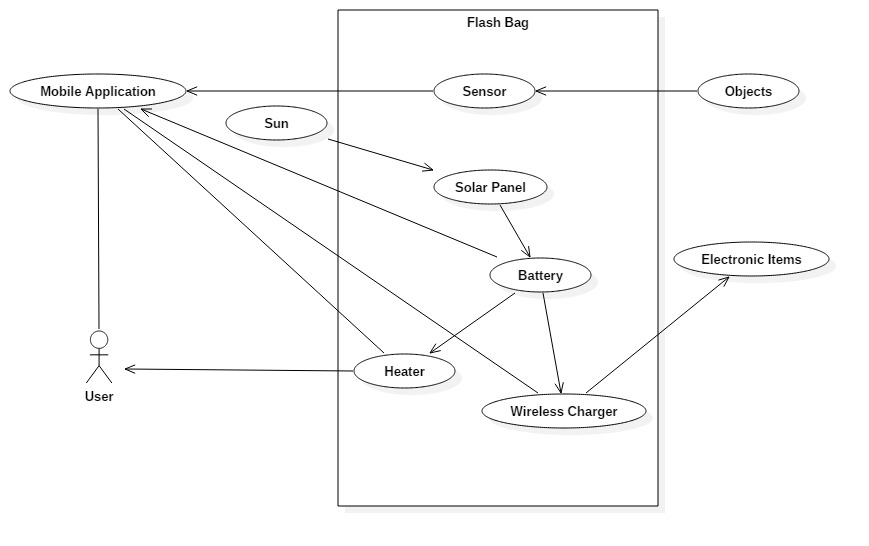 Flash Bag
Mobile Application
Sensor
Objects
Sun
Solar Panel
Electronic Items
Battery
Heater
User
Wireless Charger